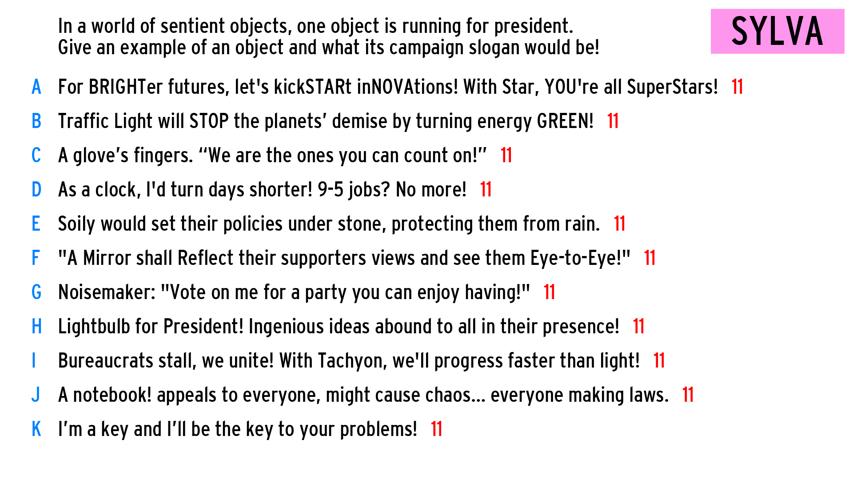 In a world of sentient objects, one object is running for president.
Give an example of an object and what its campaign slogan would be!
SYLVA
A For BRIGHTer futures, let's kickSTARt inNOVAtions! With Star, YOU're all SuperStars! 11
B Traffic Light will STOP the planets’ demise by turning energy GREEN! 11
C A glove’s fingers. “We are the ones you can count on!” 11
D As a clock, I'd turn days shorter! 9-5 jobs? No more! 11
E Soily would set their policies under stone, protecting them from rain. 11
F "A Mirror shall Reflect their supporters views and see them Eye-to-Eye!" 11
G Noisemaker: "Vote on me for a party you can enjoy having!" 11
H Lightbulb for President! Ingenious ideas abound to all in their presence! 11
I Bureaucrats stall, we unite! With Tachyon, we'll progress faster than light! 11
J A notebook! appeals to everyone, might cause chaos... everyone making laws. 11
K I’m a key and I’ll be the key to your problems! 11